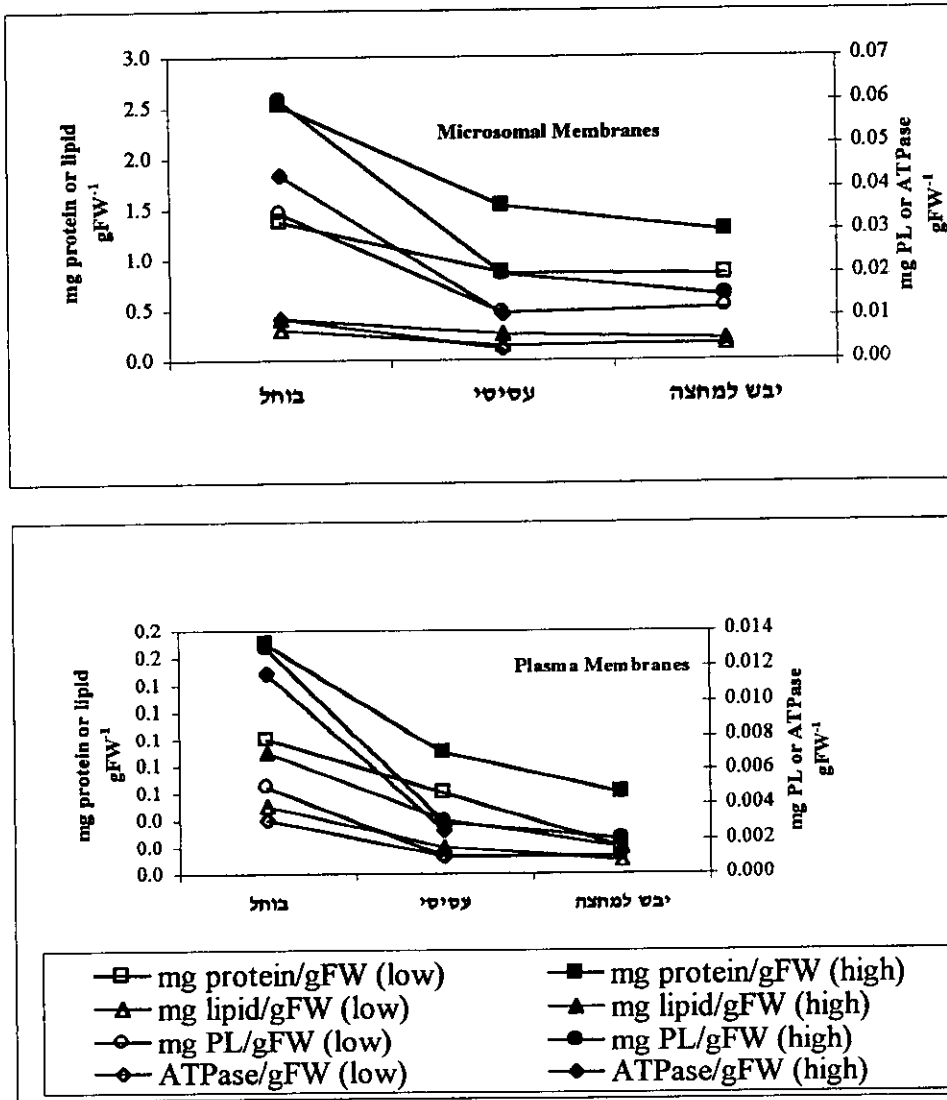 Microsomal Membranes
mg protein or lipid
gFW⁻¹
3.0
2.5
2.0
1.5
1.0
0.5
0.0
0.07
0.06
0.05
0.04
0.03
0.02
0.01
0.00
mg PL or ATPase
gFW⁻¹
בוחל
עסיסי
יבש למחצה
Plasma Membranes
mg protein or lipid
gFW⁻¹
0.2
0.2
0.1
0.1
0.1
0.1
0.1
0.0
0.0
0.0
0.014
0.012
0.010
0.008
0.006
0.004
0.002
0.000
mg PL or ATPase
gFW⁻¹
בוחל
עסיסי
יבש למחצה
mg protein/gFW (low)
mg protein/gFW (high)
mg lipid/gFW (low)
mg lipid/gFW (high)
mg PL/gFW (low)
mg PL/gFW (high)
ATPase/gFW (low)
ATPase/gFW (high)